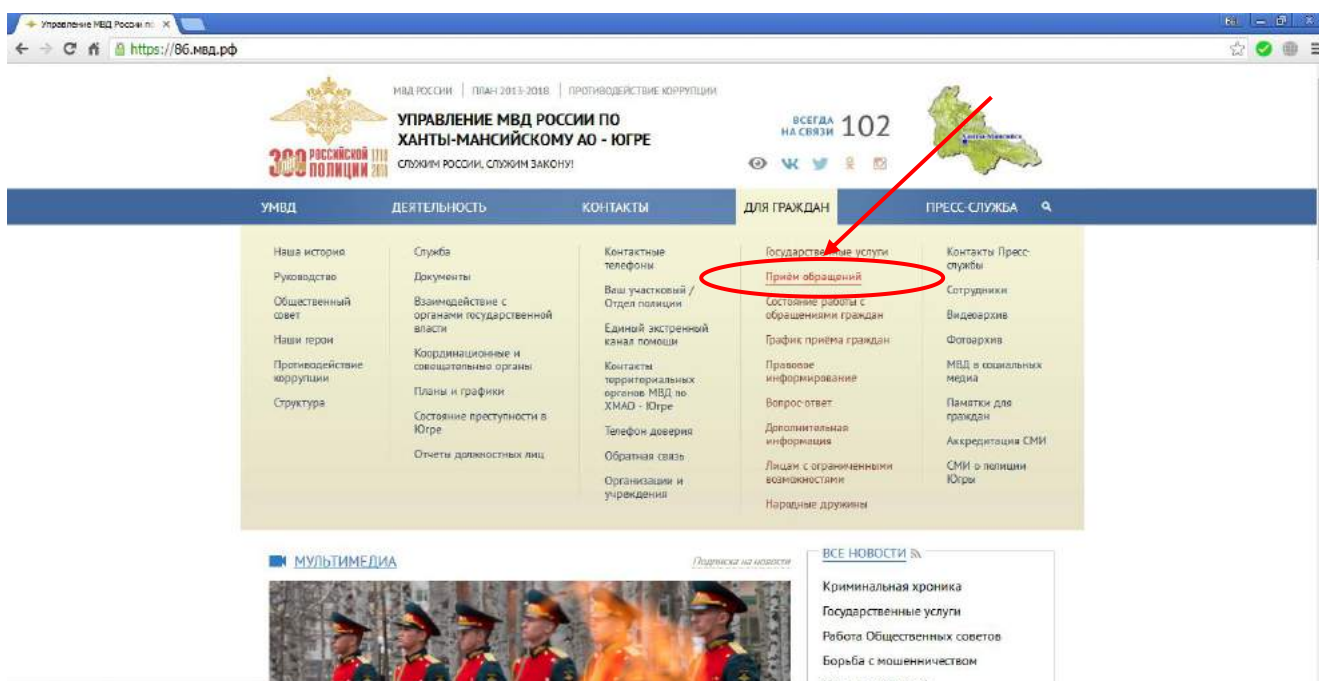 Управление МВД России по
https://86.мвд.рф
МВД РОССИИ | ПЛАН 2013-2018 | ПРОТИВОДЕЙСТВИЕ КОРРУПЦИИ
УПРАВЛЕНИЕ МВД РОССИИ ПО
ХАНТЫ-МАНСИЙСКОМУ АО - ЮГРЕ
СЛУЖИМ РОССИИ, СЛУЖИМ ЗАКОНУ!
300 РОССИЙСКОЙ
ПОЛИЦИИ
ВСЕГДА
НА СВЯЗИ 102
Ханты-Мансийск
УМВД
ДЕЯТЕЛЬНОСТЬ
КОНТАКТЫ
ДЛЯ ГРАЖДАН
ПРЕСС-СЛУЖБА
Наша история
Руководство
Общественный
совет
Наши герои
Противодействие
коррупции
Структура
Служба
Документы
Взаимодействие с
органами государственной
власти
Координационные и
совещательные органы
Планы и графики
Состояние преступности в
Югре
Отчеты должностных лиц
Контактные
телефоны
Ваш участковый /
Отдел полиции
Единый экстренный
канал помощи
Контакты
территориальных
органов МВД по
ХМАО - Югре
Телефон доверия
Обратная связь
Организации и
учреждения
Государственные услуги
Приём обращений
Состояние работы с
обращениями граждан
График приёма граждан
Правовое
информирование
Вопрос-ответ
Дополнительная
информация
Лицам с ограниченными
возможностями
Народные дружины
Контакты Пресс-
службы
Сотрудники
Видеоархив
Фотоархив
МВД в социальных
медиа
Памятки для
граждан
Аккредитация СМИ
СМИ о полиции
Югры
МУЛЬТИМЕДИА
Подписка на новости
ВСЕ НОВОСТИ
Криминальная хроника
Государственные услуги
Работа Общественных советов
Борьба с мошенничеством